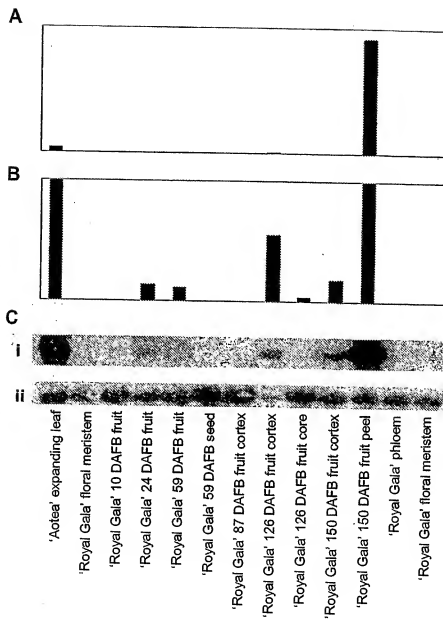 A
B
C
i
ii
'Aotea' expanding leaf
'Royal Gala' floral meristem
'Royal Gala' 10 DAFB fruit
'Royal Gala' 24 DAFB fruit
'Royal Gala' 59 DAFB fruit
'Royal Gala' 59 DAFB seed
'Royal Gala' 87 DAFB fruit cortex
'Royal Gala' 126 DAFB fruit cortex
'Royal Gala' 126 DAFB fruit core
'Royal Gala' 150 DAFB fruit cortex
'Royal Gala' 150 DAFB fruit peel
'Royal Gala' phloem
'Royal Gala' floral meristem